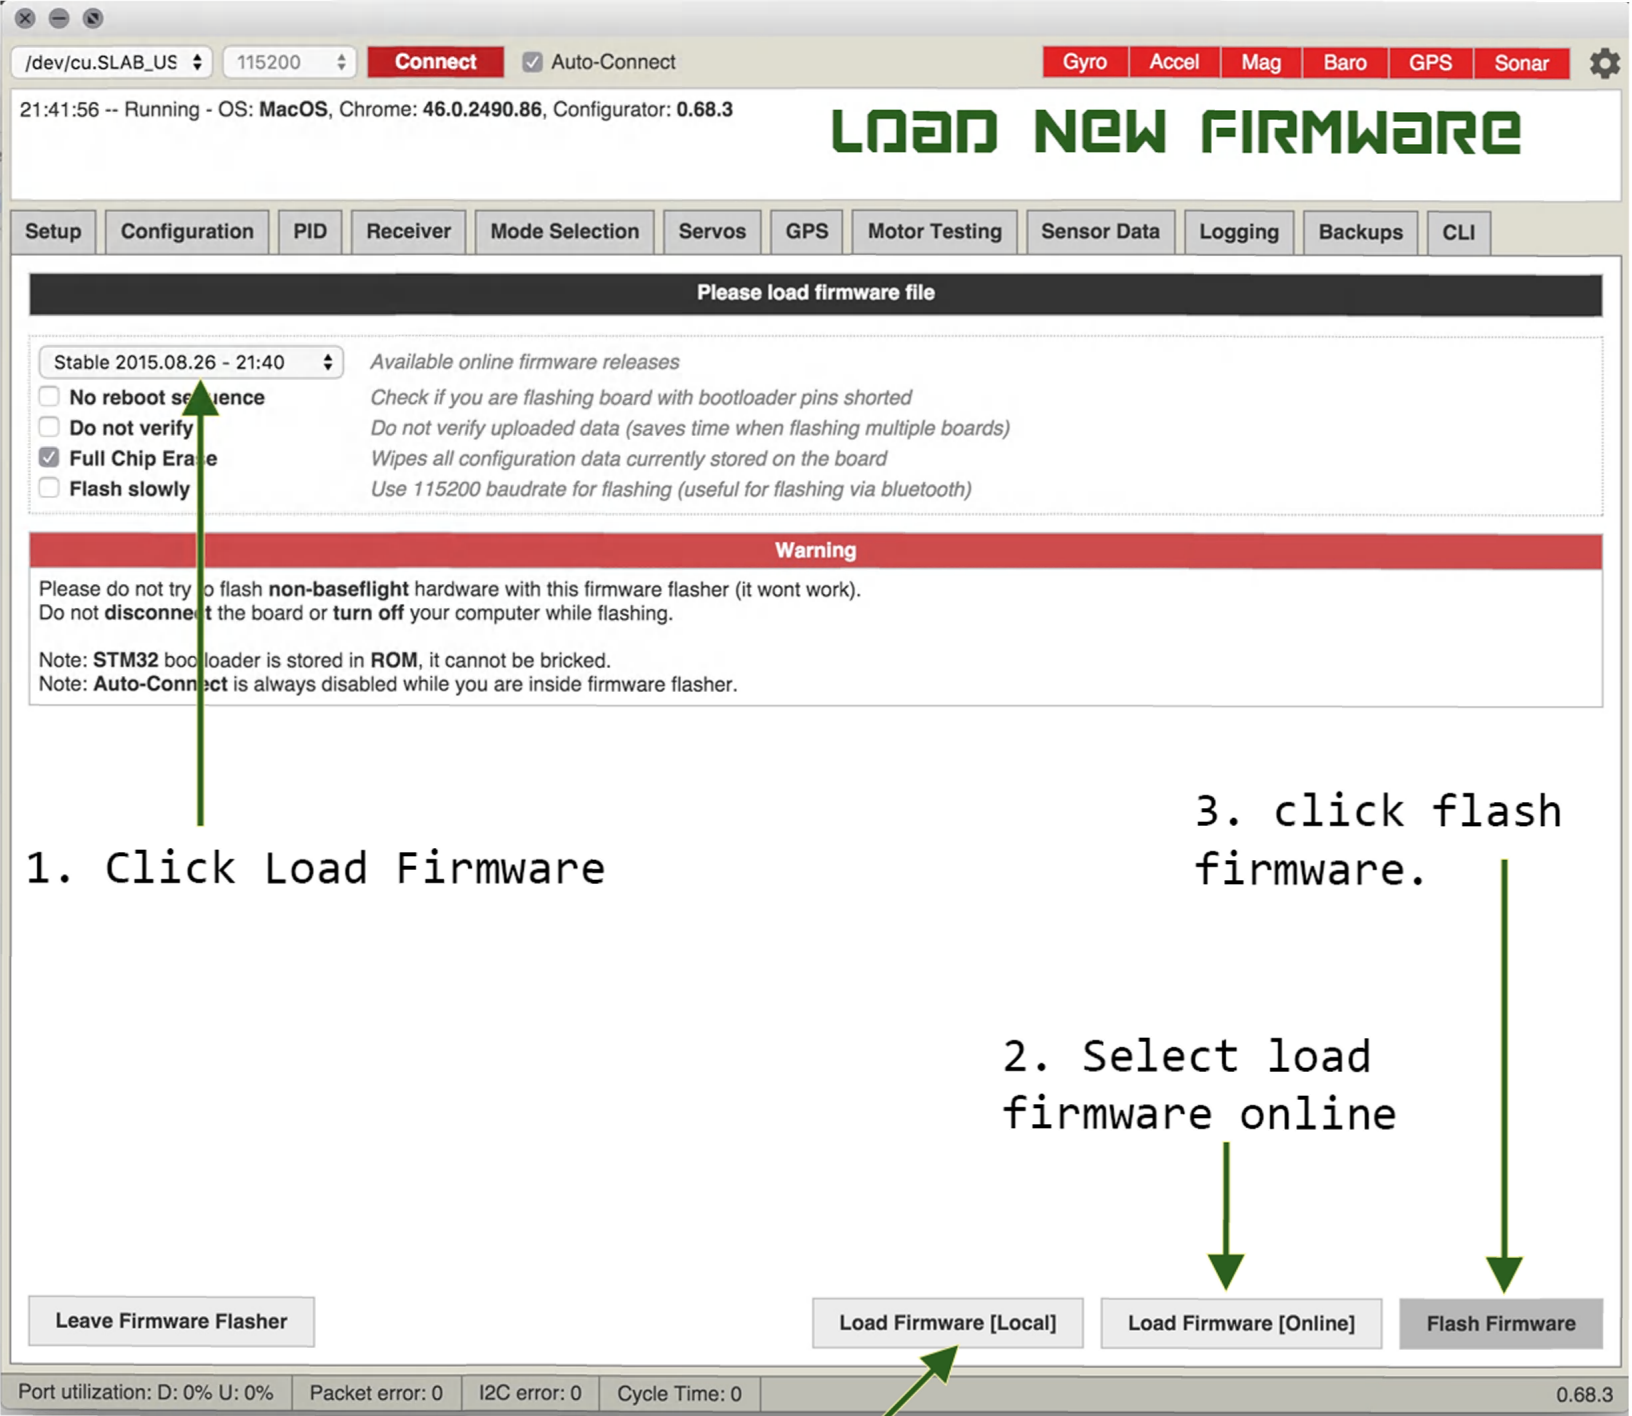 /dev/cu.SLAB_US 115200 Connect Auto-Connect Gyro Accel Mag Baro GPS Sonar
21:41:56 -- Running - OS: MacOS, Chrome: 46.0.2490.86, Configurator: 0.68.3
LOAD NEW FIRMWARE
Setup Configuration PID Receiver Mode Selection Servos GPS Motor Testing Sensor Data Logging Backups CLI
Please load firmware file
Stable 2015.08.26 - 21:40 Available online firmware releases
No reboot sequence Check if you are flashing board with bootloader pins shorted
Do not verify Do not verify uploaded data (saves time when flashing multiple boards)
Full Chip Erase Wipes all configuration data currently stored on the board
Flash slowly Use 115200 baudrate for flashing (useful for flashing via bluetooth)
Warning
Please do not try to flash non-baseflight hardware with this firmware flasher (it wont work).
Do not disconnect the board or turn off your computer while flashing.
Note: STM32 bootloader is stored in ROM, it cannot be bricked.
Note: Auto-Connect is always disabled while you are inside firmware flasher.
1. Click Load Firmware
3. click flash
firmware.
2. Select load
firmware online
Leave Firmware Flasher Load Firmware [Local] Load Firmware [Online] Flash Firmware
Port utilization: D: 0% U: 0% Packet error: 0 I2C error: 0 Cycle Time: 0 0.68.3